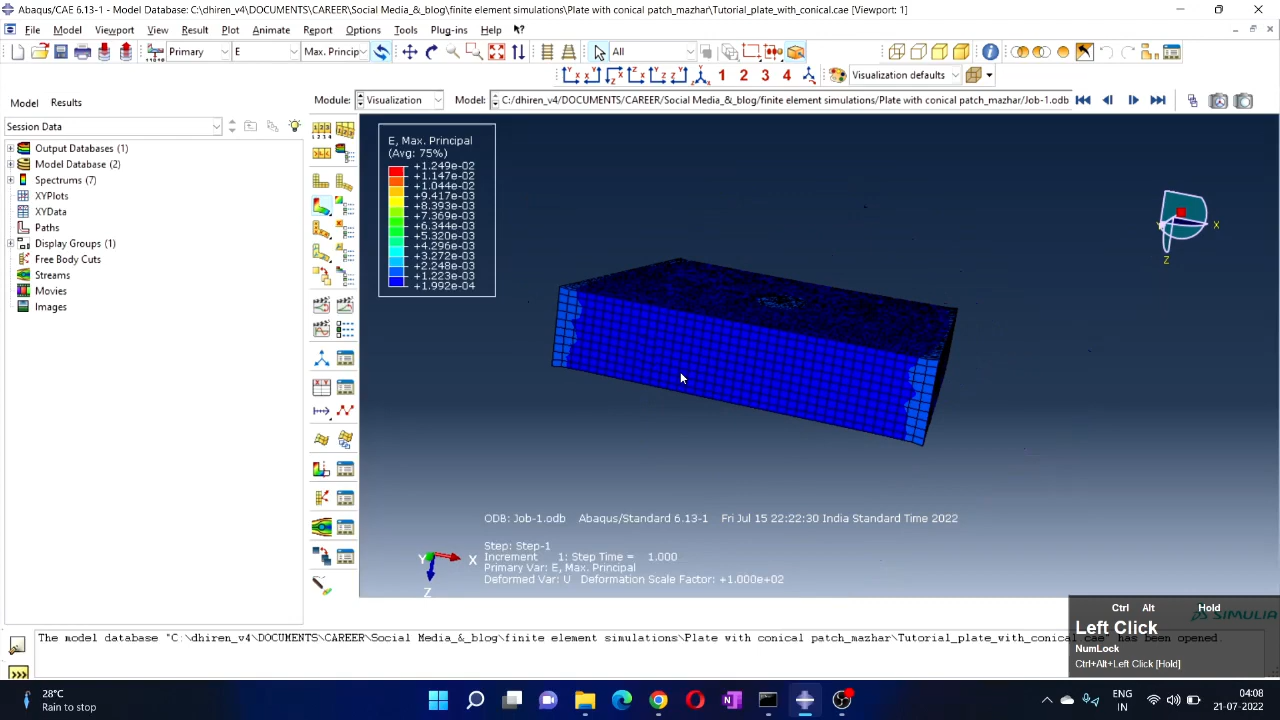 Abaqus/CAE 6.13-1 - Model Database: C:\dhiren_v4\DOCUMENTS\CAREER\Social Media_&_blog\finite element simulations\Plate with conical patch_mazhar\Tutorial_plate_with_conical.cae [Viewport: 1]
File Model Viewport View Result Plot Animate Report Options Tools Plug-ins Help
Primary E Max. Princip All
1 2 3 4 Visualization defaults
Model Results Module: Visualization Model: C:/dhiren_v4/DOCUMENTS/CAREER/Social Media_&_blog/finite element simulations/Plate with conical patch_mazhar/Job-1.odb
Session Data
Output Databases (1)
Model Database (2)
Spectrums (7)
XYPlots
XYData
Paths
Display Groups (1)
Free Body Cuts
Streams
Movies
Images
E, Max. Principal
(Avg: 75%)
+1.249e-02
+1.147e-02
+1.044e-02
+9.417e-03
+8.393e-03
+7.369e-03
+6.344e-03
+5.320e-03
+4.296e-03
+3.272e-03
+2.248e-03
+1.223e-03
+1.992e-04
X
Z
ODB: Job-1.odb Abaqus/Standard 6.13-1 Fri Jul India Standard Time 2022
Step: Step-1
Increment 1: Step Time = 1.000
Primary Var: E, Max. Principal
Deformed Var: U Deformation Scale Factor: +1.000e+02
Y X
Z
SIMULIA
Ctrl Alt Hold
Left Click
NumLock
Ctrl+Alt+Left Click [Hold]
The model database "C:\dhiren_v4\DOCUMENTS\CAREER\Social Media_&_blog\finite element simulations\Plate with conical patch_mazhar\Tutorial_plate_with_conical.cae" has been opened.
>>>
28°C
Rain to stop
ENG
IN
04:08
21-07-2022